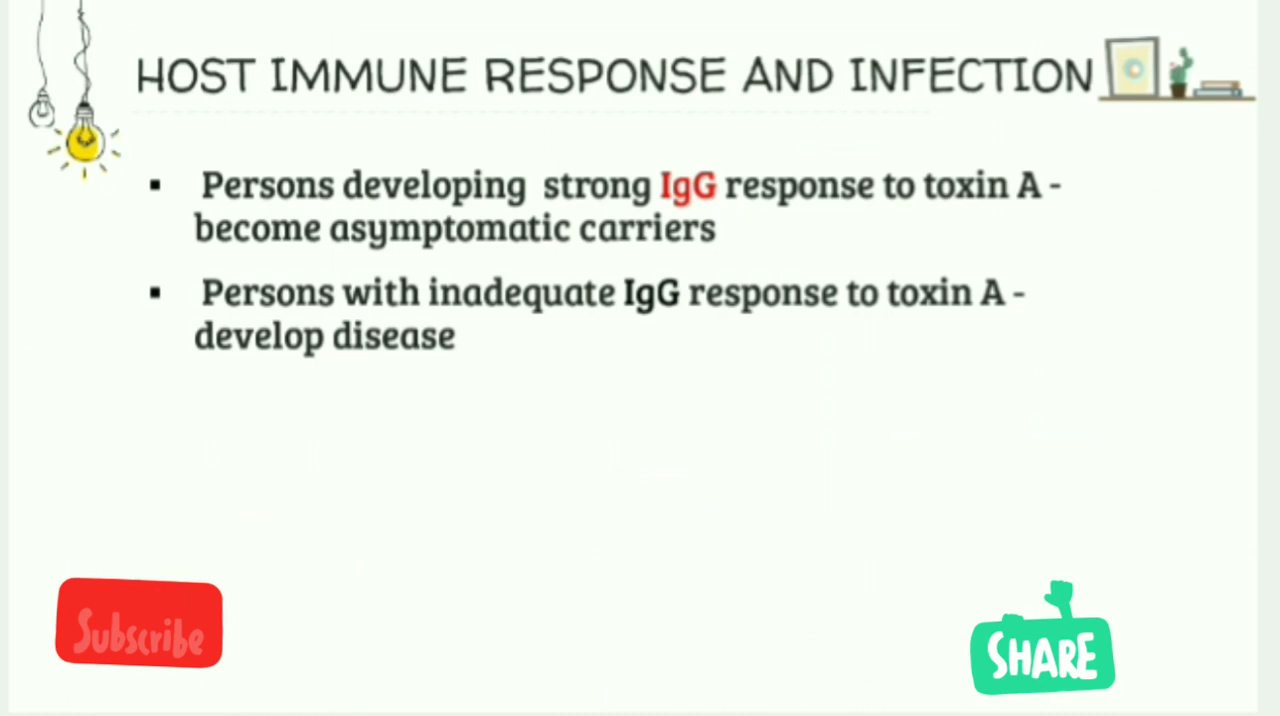 HOST IMMUNE RESPONSE AND INFECTION
▪ Persons developing strong IgG response to toxin A -
become asymptomatic carriers
▪ Persons with inadequate IgG response to toxin A -
develop disease
Subscribe
SHARE